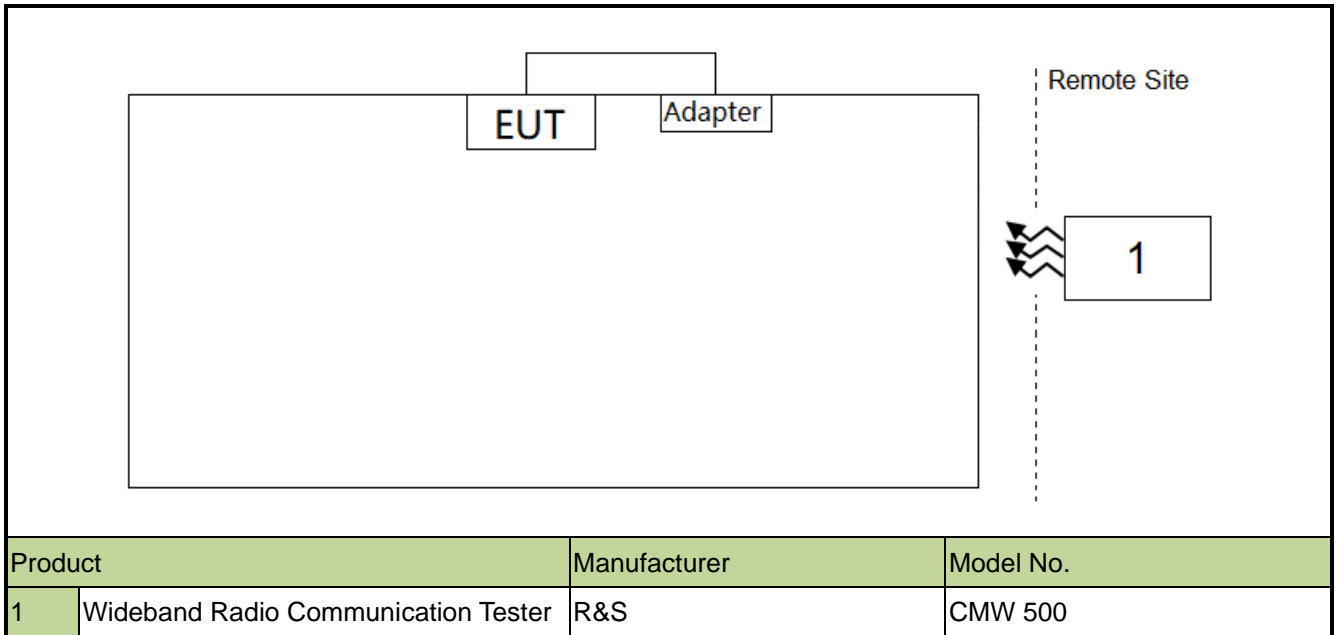 Remote Site
EUT
Adapter
1
Product Manufacturer Model No.
1 Wideband Radio Communication Tester R&S CMW 500